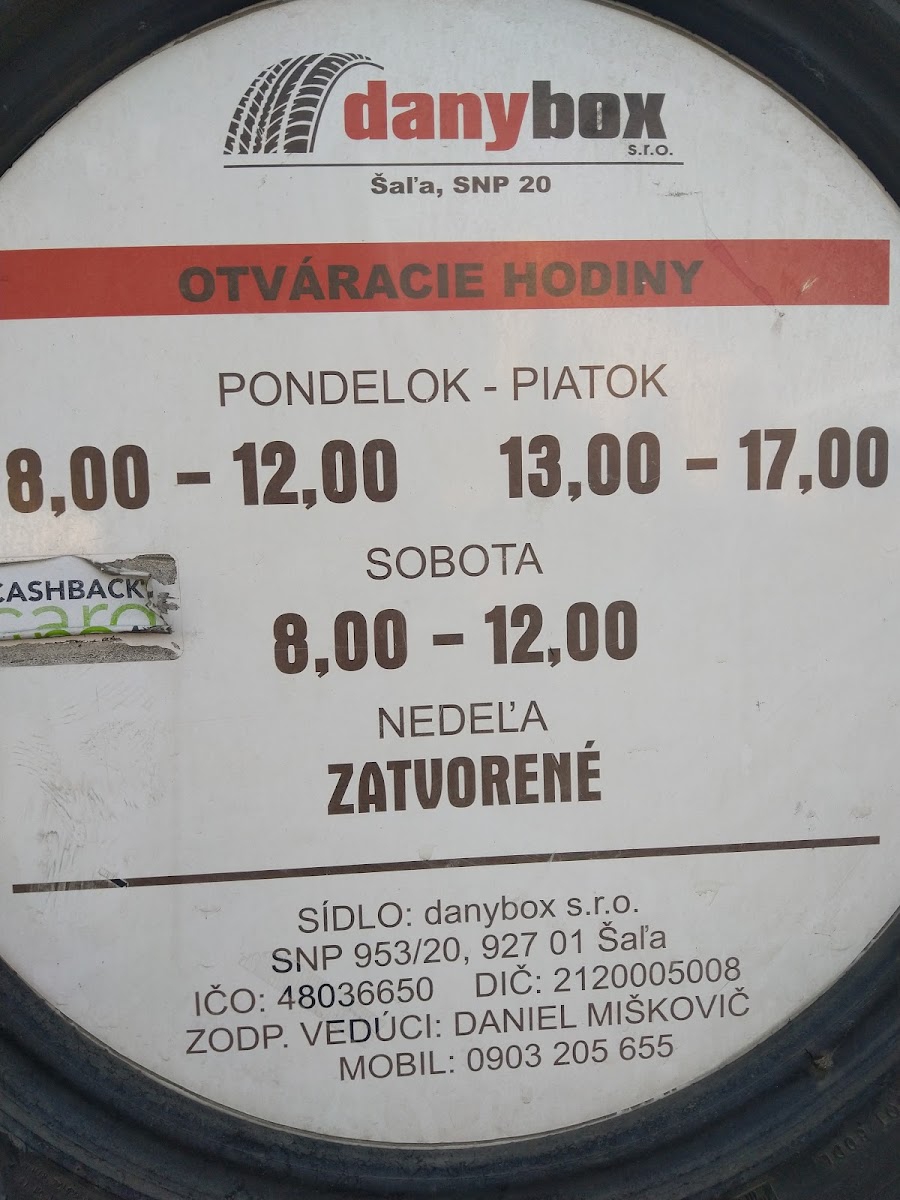 danybox
s.r.o.
Šaľa, SNP 20
OTVÁRACIE HODINY
PONDELOK - PIATOK
8,00 – 12,00 13,00 – 17,00
SOBOTA
CASHBACK
8,00 – 12,00
NEDEĽA
ZATVORENÉ
SÍDLO: danybox s.r.o.
SNP 953/20, 927 01 Šaľa
IČO: 48036650 DIČ: 2120005008
ZODP. VEDÚCI: DANIEL MIŠKOVIČ
MOBIL: 0903 205 655